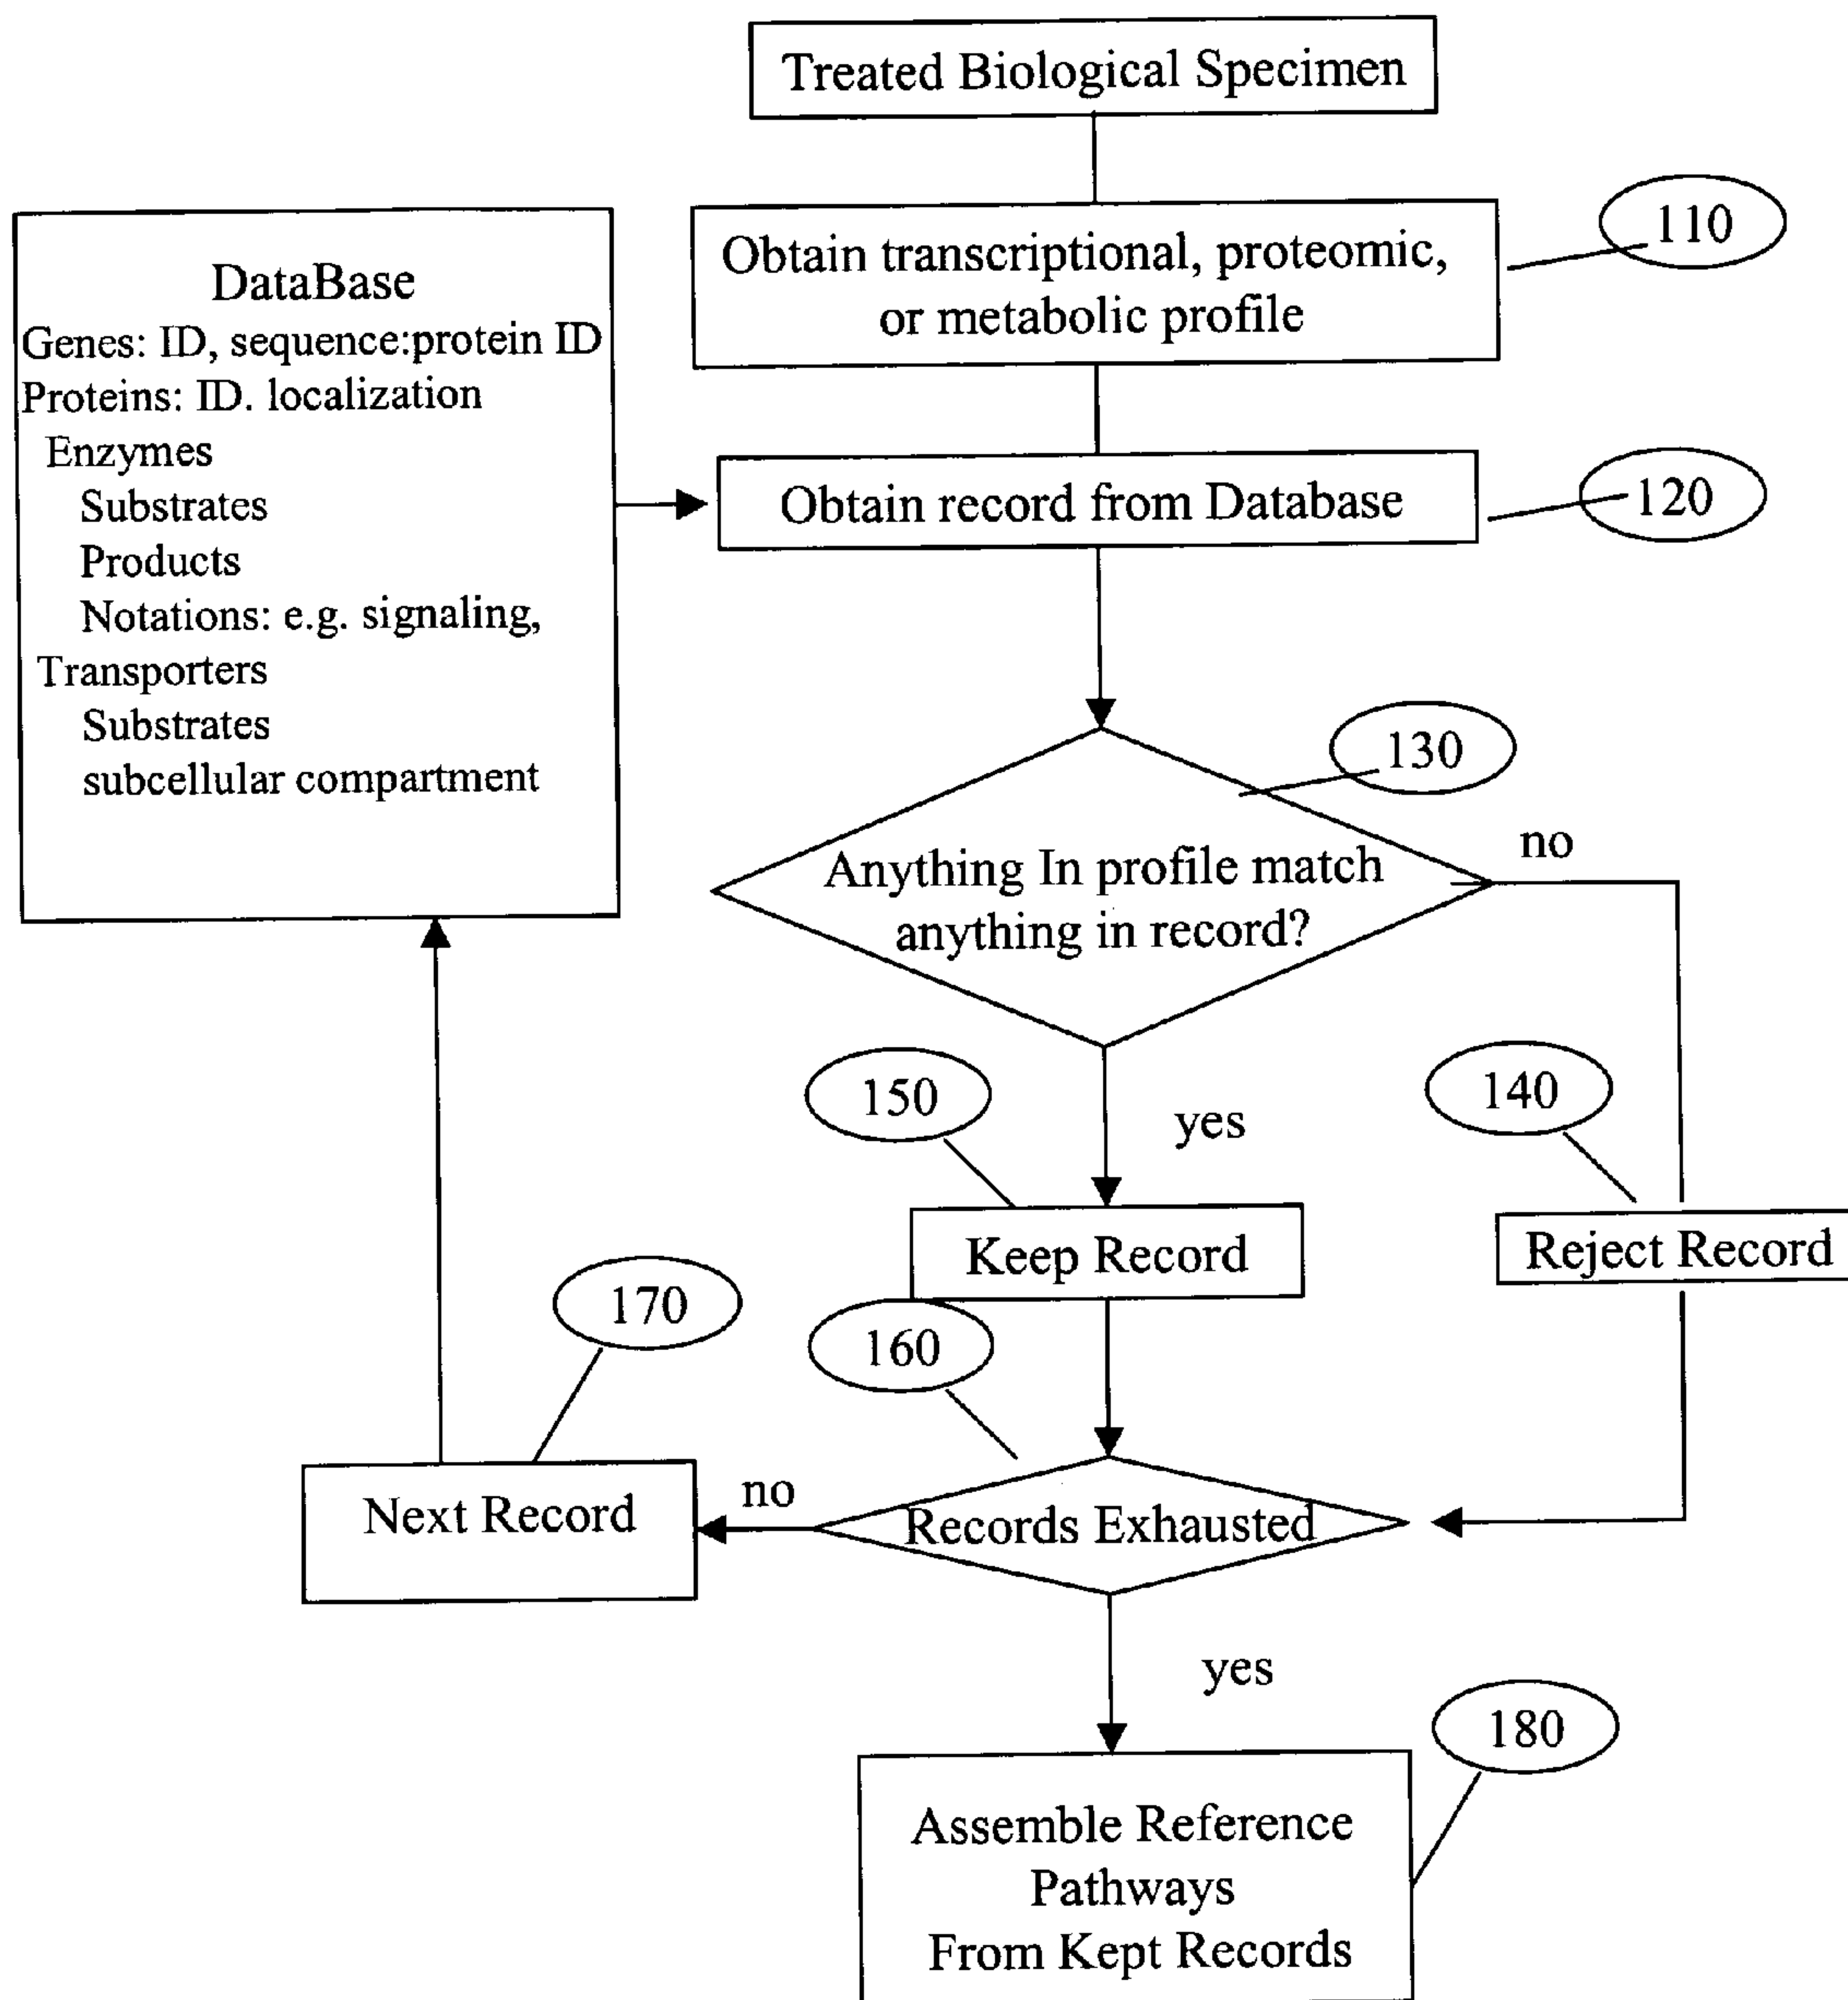 Treated Biological Specimen
Obtain transcriptional, proteomic,
or metabolic profile
110
DataBase
Genes: ID, sequence:protein ID
Proteins: ID. localization
Enzymes
Substrates
Products
Notations: e.g. signaling,
Transporters
Substrates
subcellular compartment
Obtain record from Database
120
130
Anything In profile match
anything in record?
no
yes
150
140
Keep Record
Reject Record
170
160
Next Record
no
Records Exhausted
yes
180
Assemble Reference
Pathways
From Kept Records